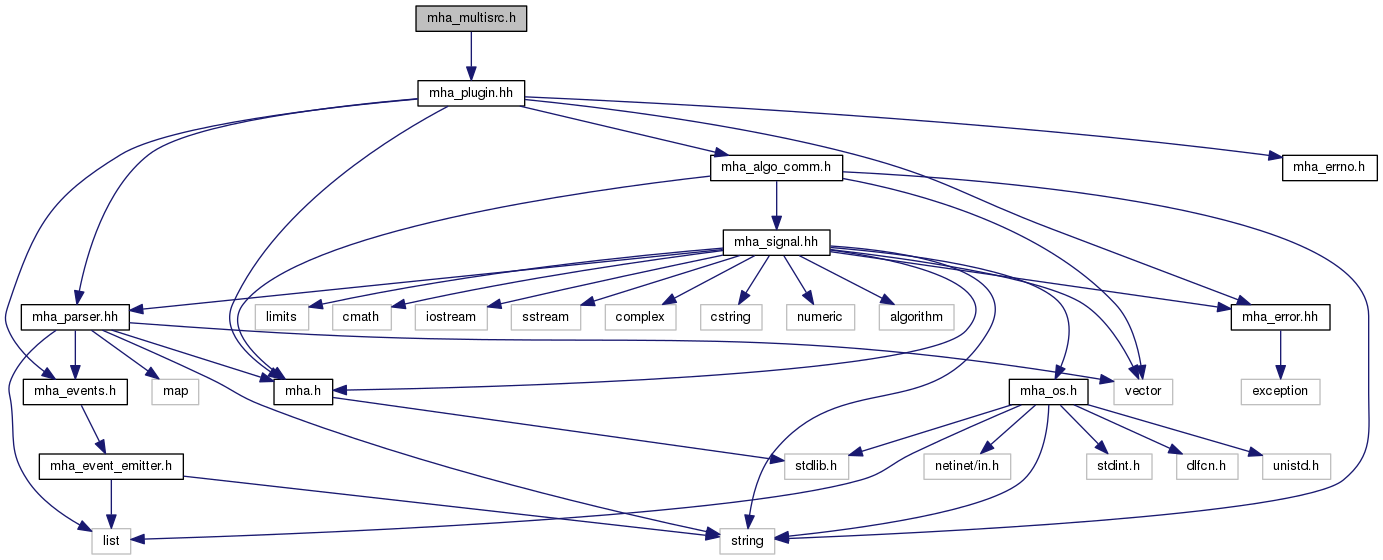 mha_multisrc.h
mha_plugin.hh
mha_algo_comm.h
mha_errno.h
mha_signal.hh
mha_parser.hh
limits
cmath
iostream
sstream
complex
cstring
numeric
algorithm
mha_error.hh
mha_events.h
map
mha.h
mha_os.h
vector
exception
mha_event_emitter.h
stdlib.h
netinet/in.h
stdint.h
dlfcn.h
unistd.h
list
string